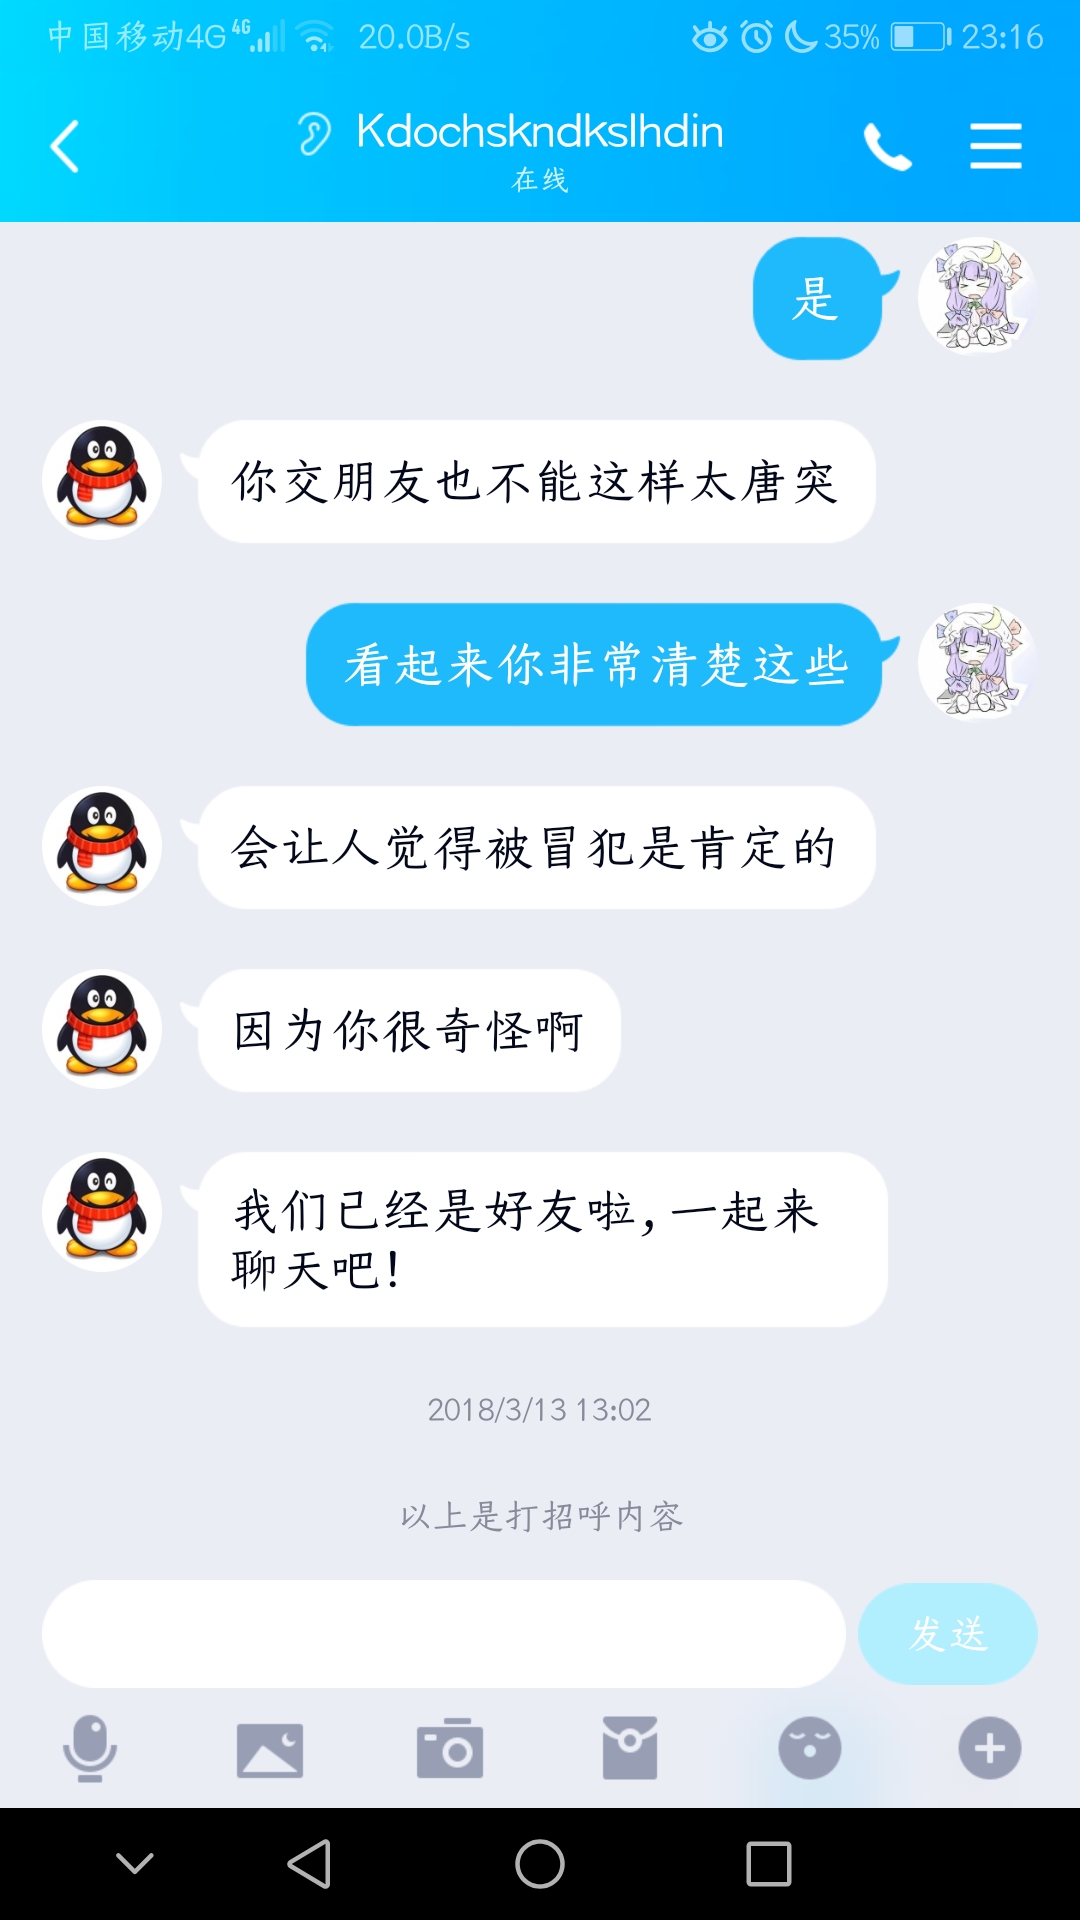 中国移动4G 4G 20.0B/s 35% 23:16
Kdochskndkslhdin
在线
是
你交朋友也不能这样太唐突
看起来你非常清楚这些
会让人觉得被冒犯是肯定的
因为你很奇怪啊
我们已经是好友啦,一起来
聊天吧!
2018/3/13 13:02
以上是打招呼内容
发送